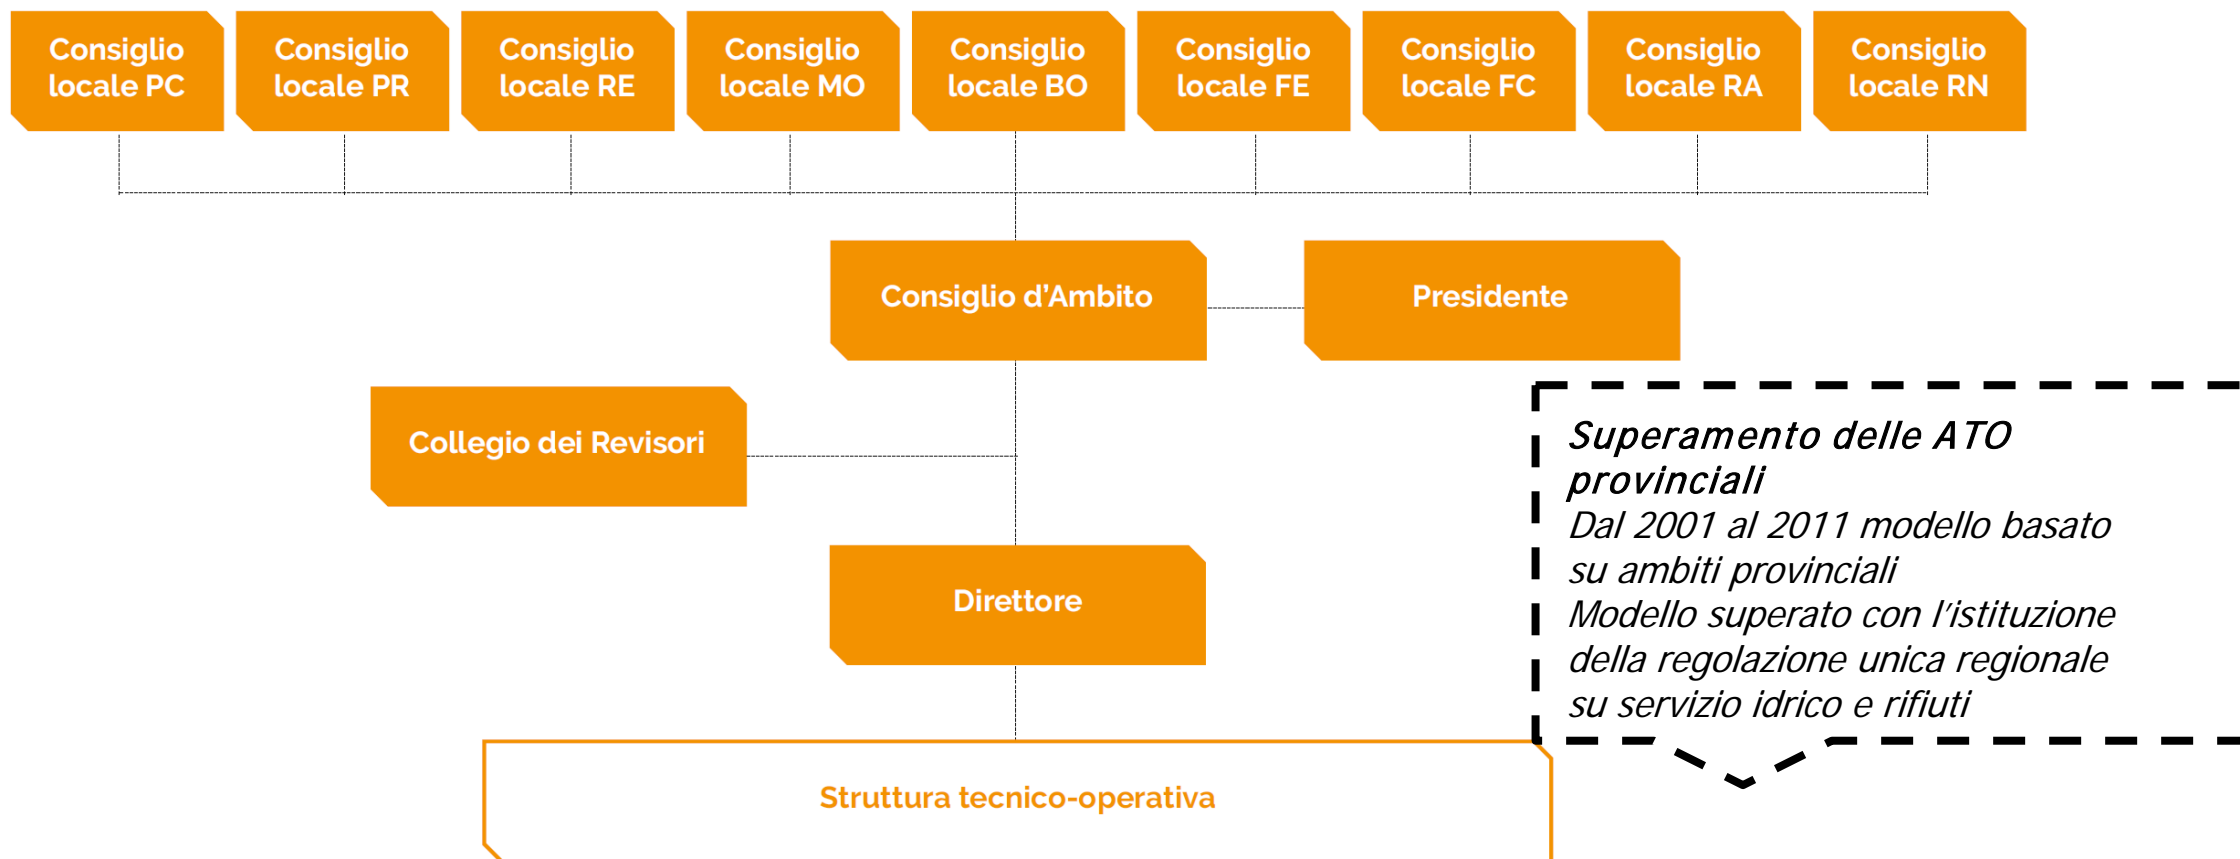 Consiglio
locale PC
Consiglio
locale PR
Consiglio
locale RE
Consiglio
locale MO
Consiglio
locale BO
Consiglio
locale FE
Consiglio
locale FC
Consiglio
locale RA
Consiglio
locale RN
Consiglio d'Ambito
Presidente
Collegio dei Revisori
Superamento delle ATO
provinciali
Dal 2001 al 2011 modello basato
su ambiti provinciali
Modello superato con l'istituzione
della regolazione unica regionale
su servizio idrico e rifiuti
Direttore
Struttura tecnico-operativa